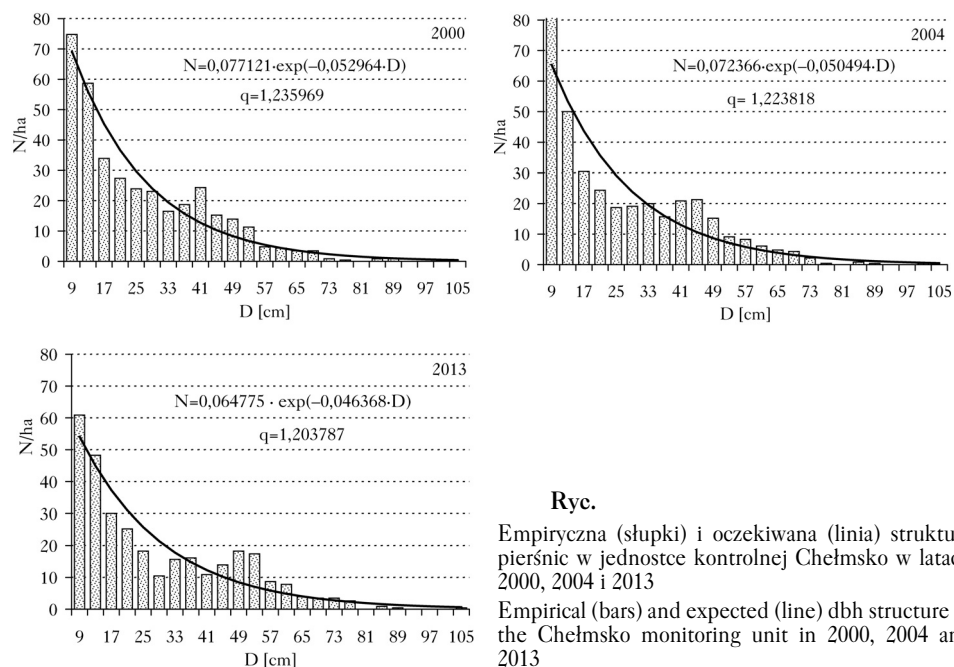 80
70
60
50
40
30
20
10
0
N/ha
2000
N=0,077121·exp(−0,052964·D)
q=1,235969
9 17 25 33 41 49 57 65 73 81 89 97 105
D [cm]
80
70
60
50
40
30
20
10
0
N/ha
2004
N=0,072366·exp(−0,050494·D)
q= 1,223818
9 17 25 33 41 49 57 65 73 81 89 97 105
D [cm]
80
70
60
50
40
30
20
10
0
N/ha
2013
N=0,064775 · exp(−0,046368·D)
q=1,203787
9 17 25 33 41 49 57 65 73 81 89 97 105
D [cm]
Ryc.
Empiryczna (słupki) i oczekiwana (linia) struktu
pierśnic w jednostce kontrolnej Chełmsko w latac
2000, 2004 i 2013
Empirical (bars) and expected (line) dbh structure
the Chełmsko monitoring unit in 2000, 2004 an
2013